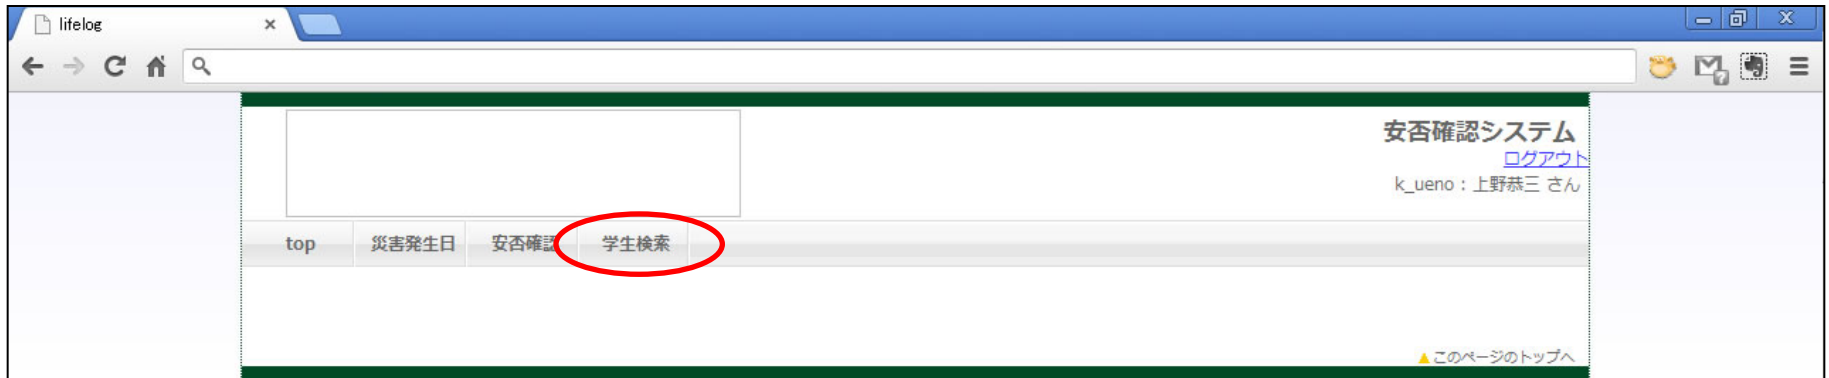 lifelog
安否確認システム
ログアウト
k_ueno：上野恭三 さん
top 災害発生日 安否確認 学生検索
▲このページのトップへ